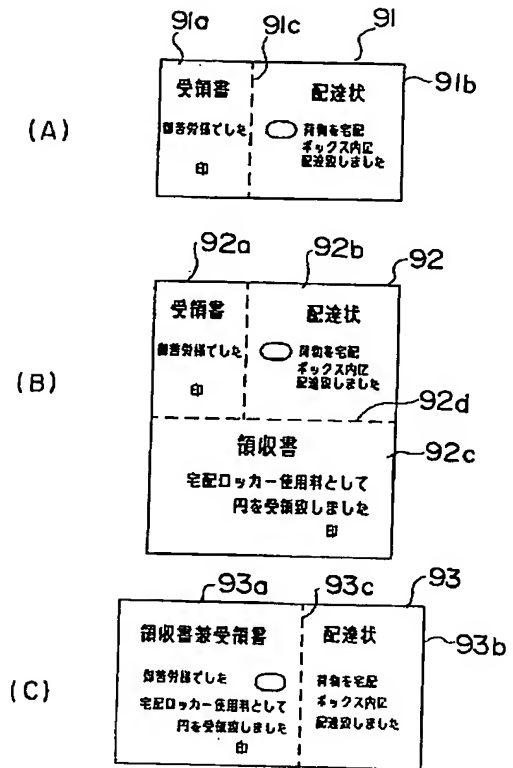 91a
91c
91
91b
(A)
受領書
配達状
御苦労様でした
荷物を宅配
ボックス内に
配達致しました
印
92a
92b
92
(B)
受領書
配達状
御苦労様でした
荷物を宅配
ボックス内に
配達致しました
印
92d
領収書
92c
宅配ロッカー使用料として
円を受領致しました
印
93a
93c
93
93b
(C)
領収書兼受領書
配達状
御苦労様でした
荷物を宅配
宅配ロッカー使用料として
ボックス内に
円を受領致しました
配達致しました
印